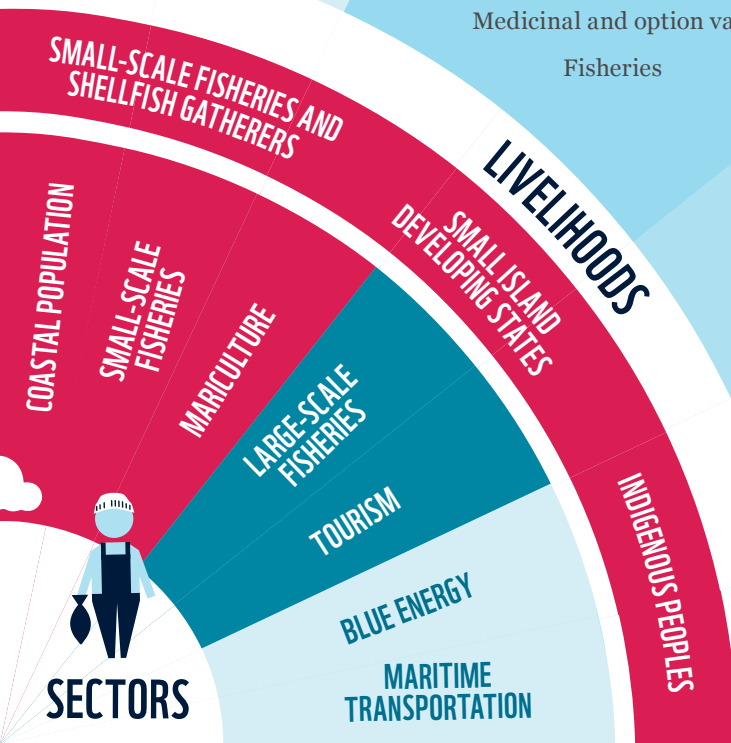 Medicinal and option va
Fisheries
SMALL-SCALE FISHERIES AND
SHELLFISH GATHERERS
LIVELIHOODS
SMALL ISLAND
DEVELOPING STATES
INDIGENOUS PEOPLES
COASTAL POPULATION
SMALL-SCALE
FISHERIES
MARICULTURE
LARGE-SCALE
FISHERIES
TOURISM
BLUE ENERGY
MARITIME
TRANSPORTATION
SECTORS